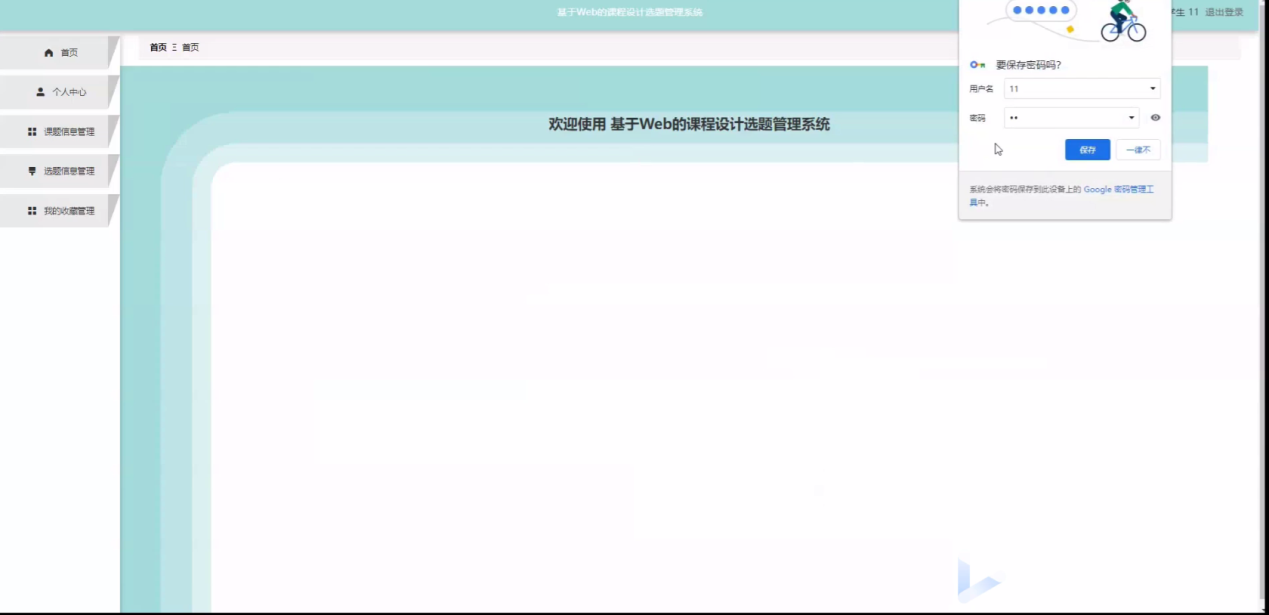 基于Web的课程设计选题管理系统
生 11 退出登录
首页
个人中心
课题信息管理
选题信息管理
我的收藏管理
首页 Ξ 首页
欢迎使用 基于Web的课程设计选题管理系统
要保存密码吗?
用户名 11
密码 ••
保存 一律不
系统会将密码保存到此设备上的 Google 密码管理工
具中。